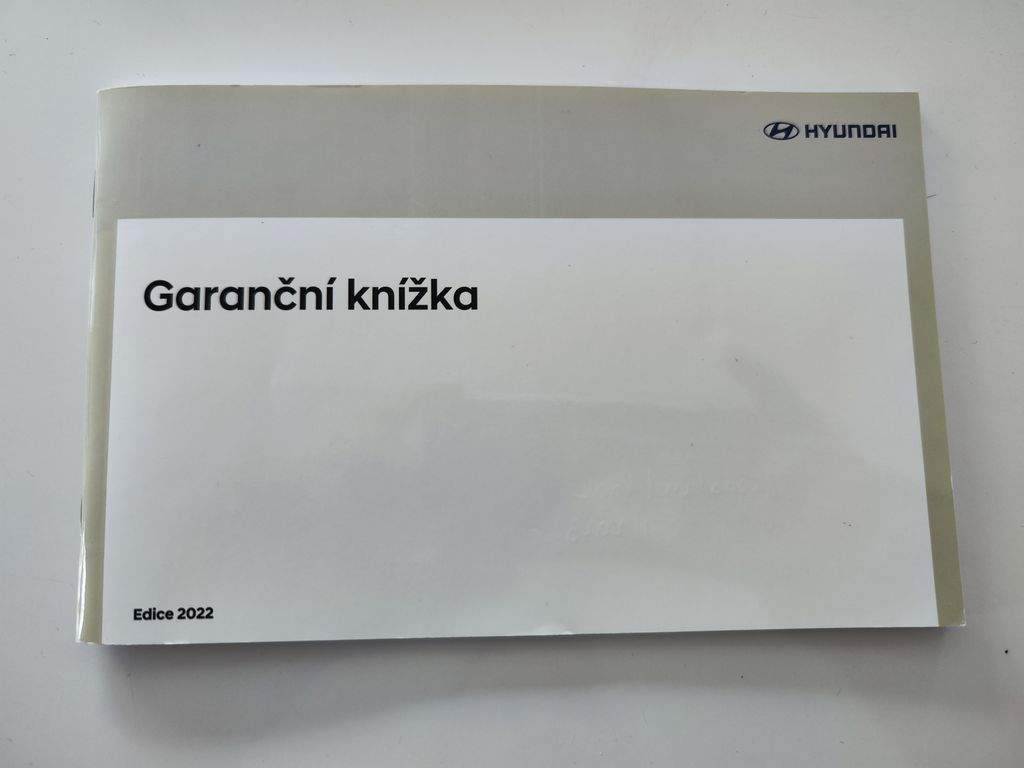 HYUNDAI
Garanční knížka
Edice 2022